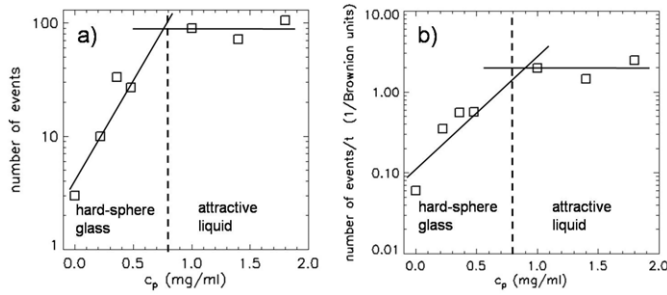 a)
number of events
100
10
1
hard-sphere
glass
attractive
liquid
0.0 0.5 1.0 1.5 2.0
c_p (mg/ml)
b)
number of events/t (1/Brownian units)
10.00
1.00
0.10
0.01
hard-sphere
glass
attractive
liquid
0.0 0.5 1.0 1.5 2.0
c_p (mg/ml)